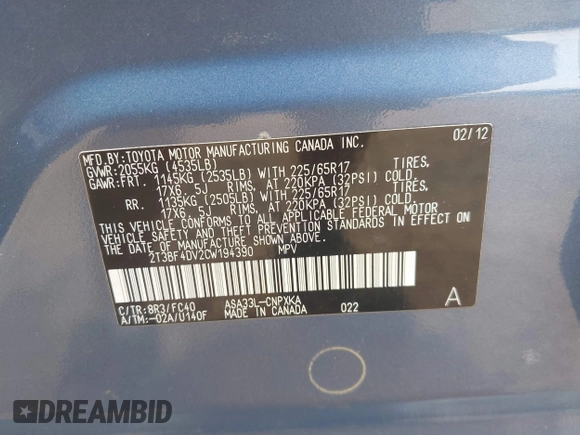 MFD.BY:TOYOTA MOTOR MANUFACTURING CANADA INC. 02/12
GVWR:2055KG (4535LB)
GAWR:FRT. 1145KG (2535LB) WITH 225/65R17 TIRES,
17X6.5J RIMS, AT 220KPA (32PSI) COLD.
RR. 1135KG (2505LB) WITH 225/65R17 TIRES,
17X6.5J RIMS, AT 220KPA (32PSI) COLD.
THIS VEHICLE CONFORMS TO ALL APPLICABLE FEDERAL MOTOR
VEHICLE SAFETY AND THEFT PREVENTION STANDARDS IN EFFECT
ON THE DATE OF MANUFACTURE SHOWN ABOVE.
2T3BF4DV2CW194390 MPV
C/TR:8R3/FC40 ASA33L-CNPXKA
A/TM:-02A/U140F MADE IN CANADA 022 A
DREAMBID